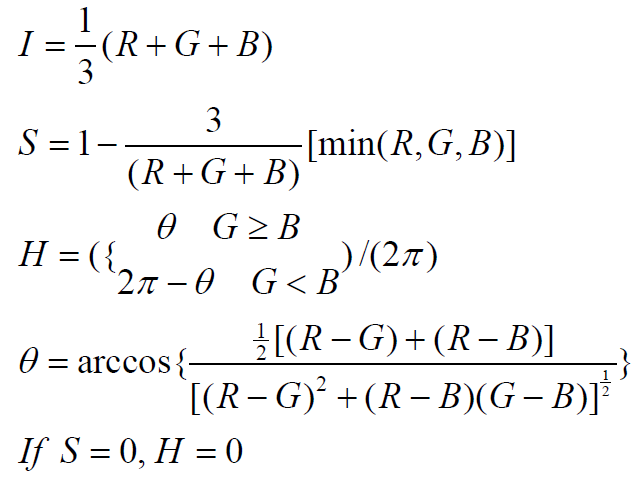 I = 1/3 (R + G + B)
S = 1 − 3/(R + G + B) [min(R, G, B)]
H = ({ θ G ≥ B
2π − θ G < B )/(2π)
θ = arccos{ ½[(R − G) + (R − B)] / [(R − G)² + (R − B)(G − B)]^½ }
If S = 0, H = 0